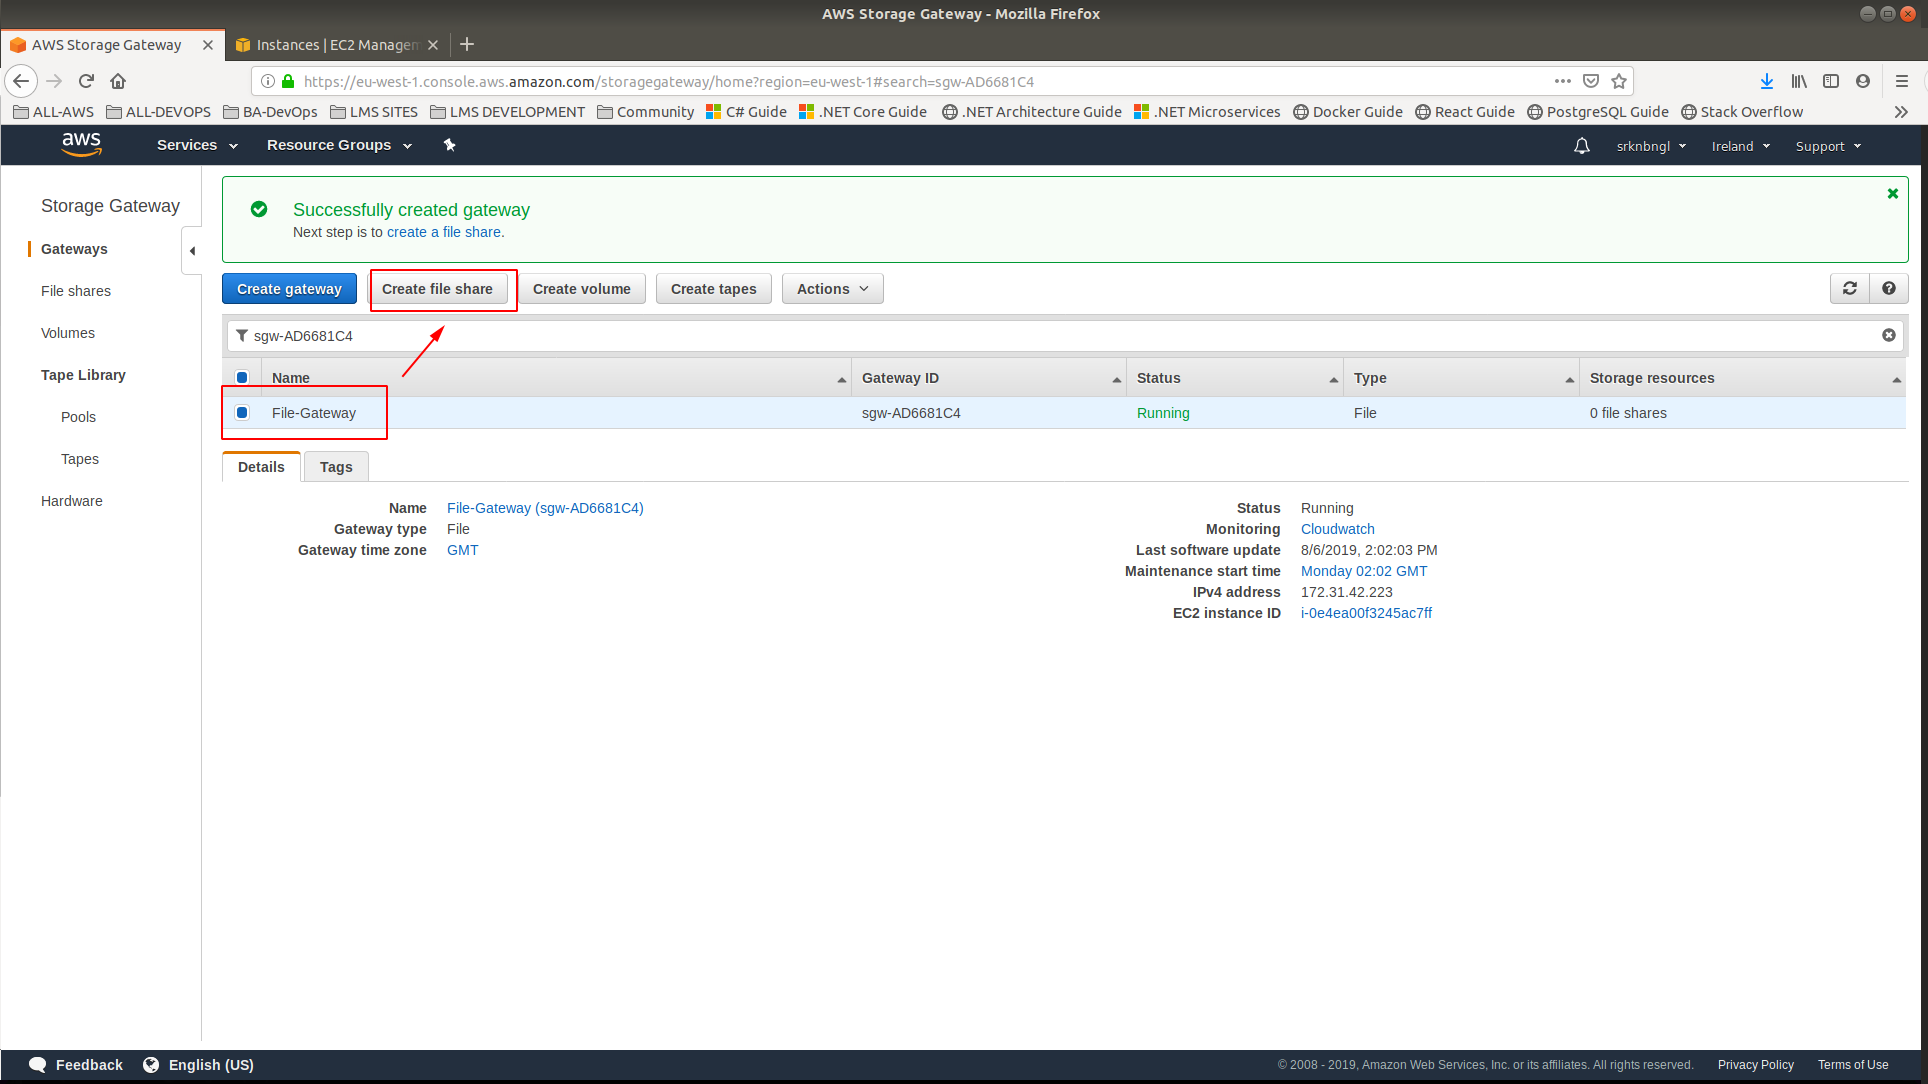 AWS Storage Gateway - Mozilla Firefox
AWS Storage Gateway
Instances | EC2 Managem
https://eu-west-1.console.aws.amazon.com/storagegateway/home?region=eu-west-1#search=sgw-AD6681C4
ALL-AWS ALL-DEVOPS BA-DevOps LMS SITES LMS DEVELOPMENT Community C# Guide .NET Core Guide .NET Architecture Guide .NET Microservices Docker Guide React Guide PostgreSQL Guide Stack Overflow
aws Services Resource Groups srknbngl Ireland Support
Storage Gateway
Gateways
File shares
Volumes
Tape Library
Pools
Tapes
Hardware
Successfully created gateway
Next step is to create a file share.
Create gateway Create file share Create volume Create tapes Actions
sgw-AD6681C4
Name Gateway ID Status Type Storage resources
File-Gateway sgw-AD6681C4 Running File 0 file shares
Details Tags
Name File-Gateway (sgw-AD6681C4)
Gateway type File
Gateway time zone GMT
Status Running
Monitoring Cloudwatch
Last software update 8/6/2019, 2:02:03 PM
Maintenance start time Monday 02:02 GMT
IPv4 address 172.31.42.223
EC2 instance ID i-0e4ea00f3245ac7ff
Feedback English (US) © 2008 - 2019, Amazon Web Services, Inc. or its affiliates. All rights reserved. Privacy Policy Terms of Use